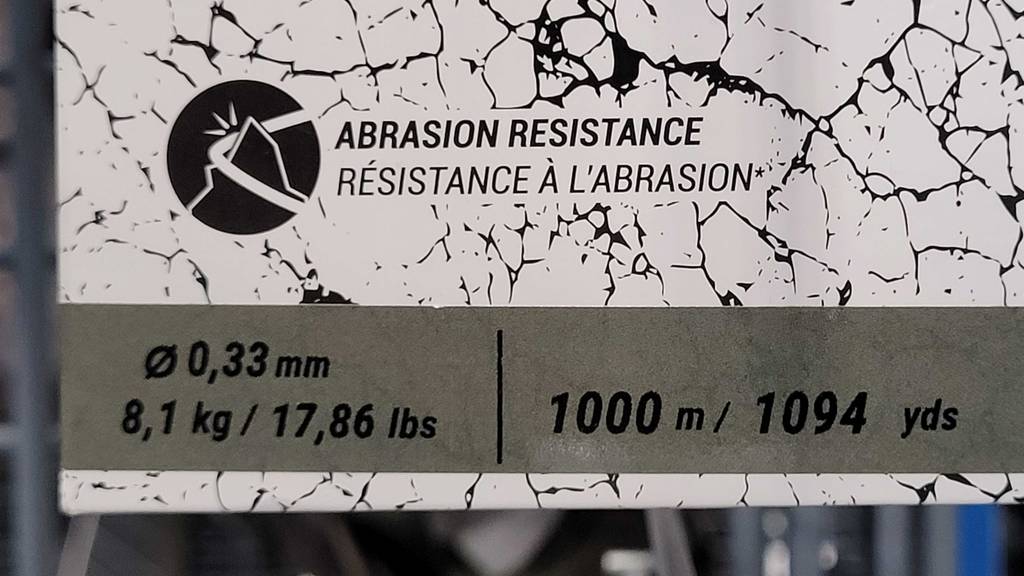 ABRASION RESISTANCE
RÉSISTANCE À L'ABRASION*
Ø 0,33 mm
8,1 kg / 17,86 lbs
1000 m / 1094 yds